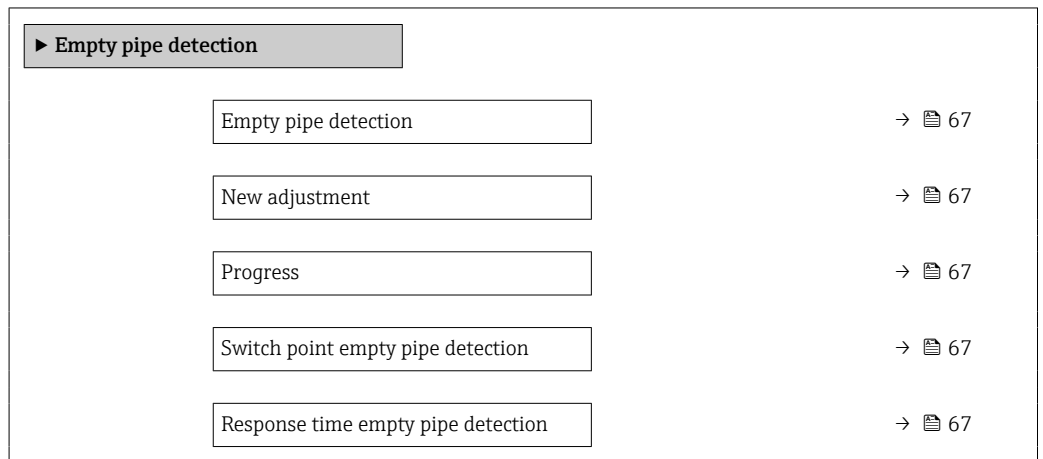 ▶ Empty pipe detection
Empty pipe detection → 67
New adjustment → 67
Progress → 67
Switch point empty pipe detection → 67
Response time empty pipe detection → 67